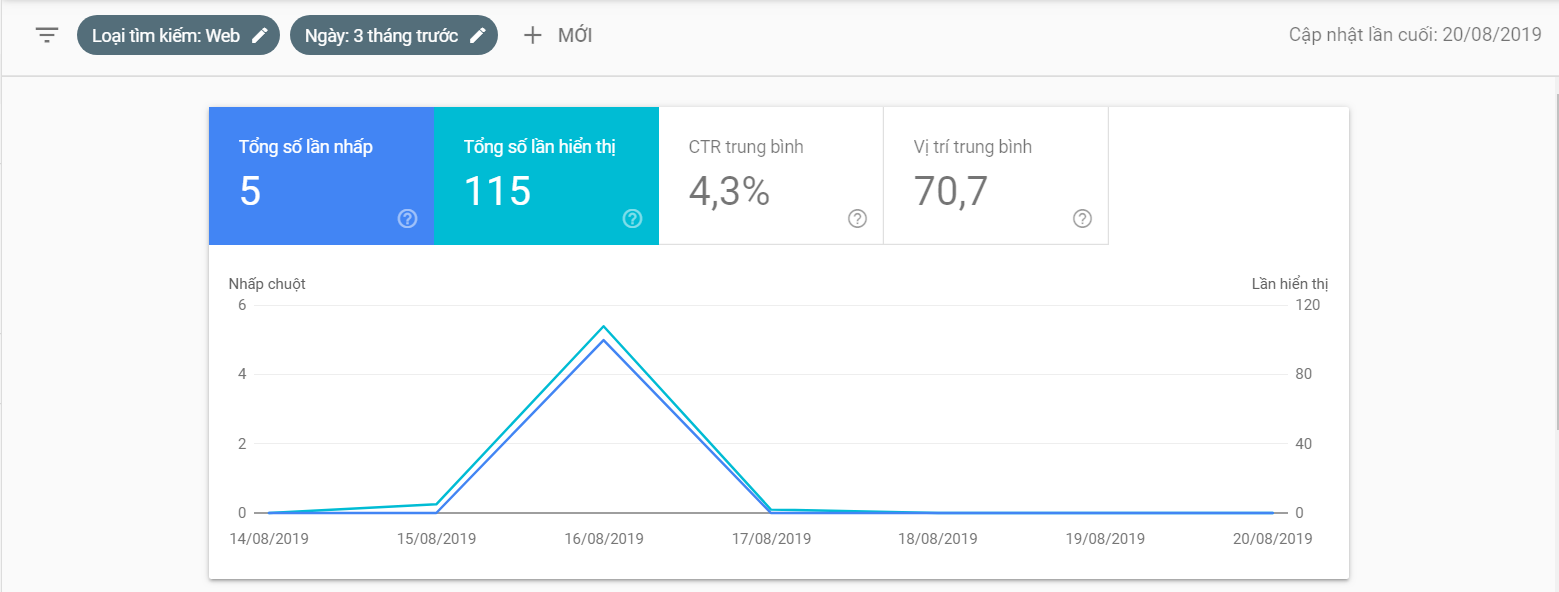 Loại tìm kiếm: Web
Ngày: 3 tháng trước
MỚI
Cập nhật lần cuối: 20/08/2019
Tổng số lần nhấp
5
Tổng số lần hiển thị
115
CTR trung bình
4,3%
Vị trí trung bình
70,7
Nhấp chuột
Lần hiển thị
6
120
4
80
2
40
0
0
14/08/2019
15/08/2019
16/08/2019
17/08/2019
18/08/2019
19/08/2019
20/08/2019